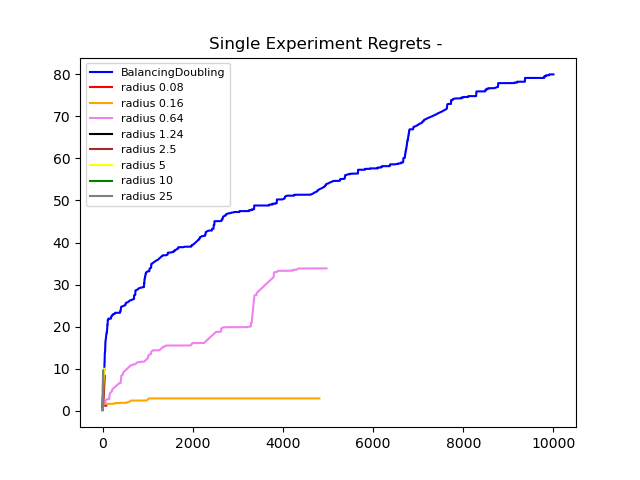 Single Experiment Regrets -
BalancingDoubling
radius 0.08
radius 0.16
radius 0.64
radius 1.24
radius 2.5
radius 5
radius 10
radius 25
80
70
60
50
40
30
20
10
0
0 2000 4000 6000 8000 10000